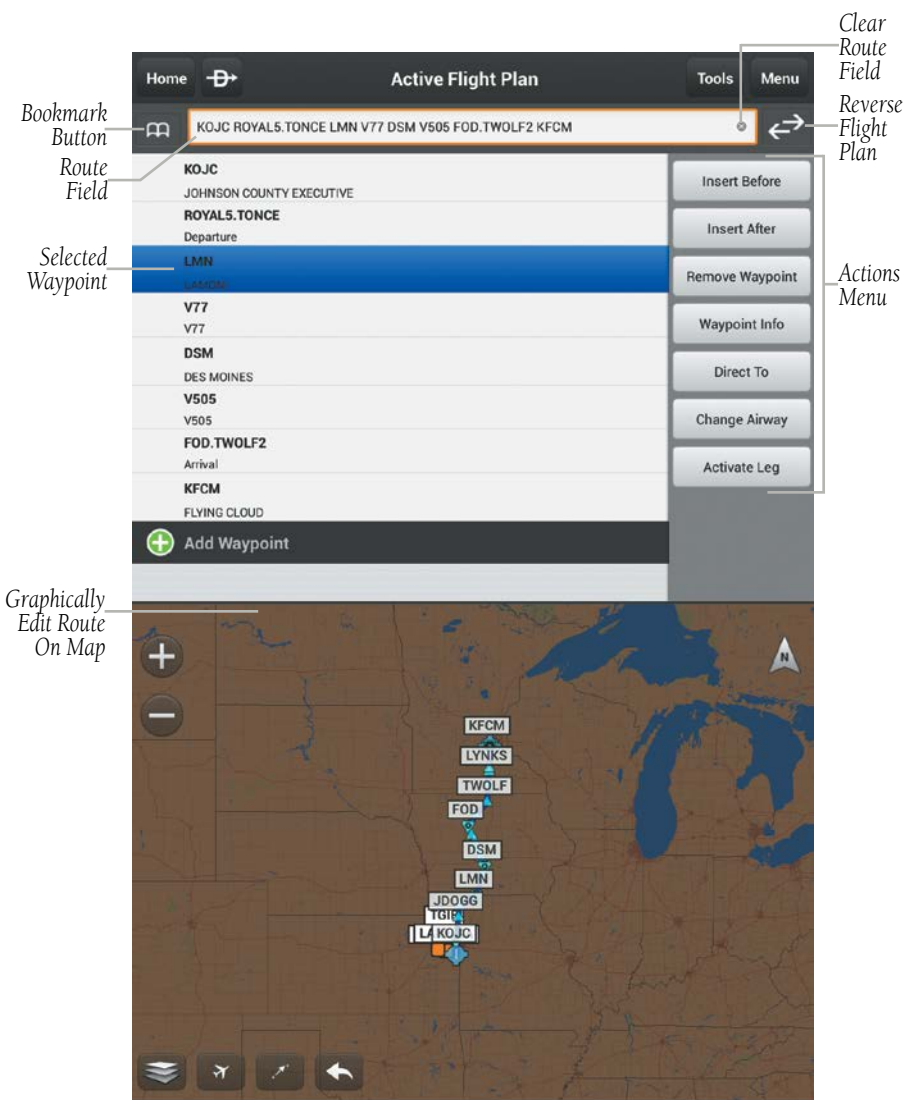 Clear
Route
Field
Home
Active Flight Plan
Tools
Menu
Bookmark
Button
KOJC ROYAL5.TONCE LMN V77 DSM V505 FOD.TWOLF2 KFCM
Reverse
Flight
Plan
Route
Field
KOJC
JOHNSON COUNTY EXECUTIVE
ROYAL5.TONCE
Departure
Selected
Waypoint
LMN
LAMONI
V77
V77
DSM
DES MOINES
V505
V505
FOD.TWOLF2
Arrival
KFCM
FLYING CLOUD
Add Waypoint
Insert Before
Insert After
Remove Waypoint
Waypoint Info
Direct To
Change Airway
Activate Leg
Actions
Menu
Graphically
Edit Route
On Map
N
KFCM
LYNKS
TWOLF
FOD
DSM
LMN
JDOGG
KOJC